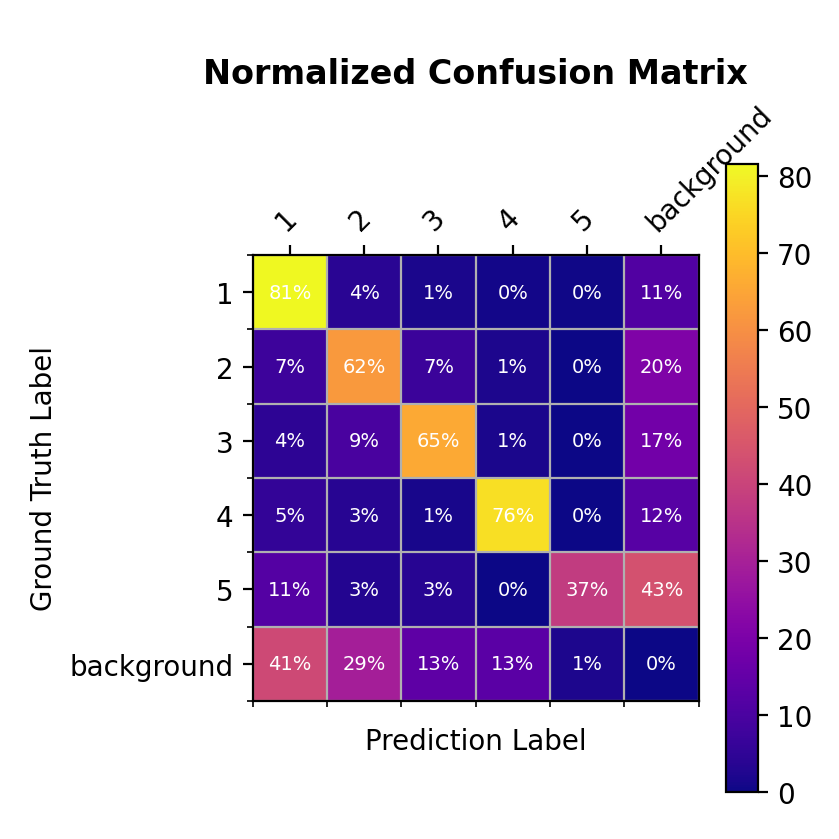 Normalized Confusion Matrix
1 2 3 4 5 background
1 81% 4% 1% 0% 0% 11%
2 7% 62% 7% 1% 0% 20%
3 4% 9% 65% 1% 0% 17%
4 5% 3% 1% 76% 0% 12%
5 11% 3% 3% 0% 37% 43%
background 41% 29% 13% 13% 1% 0%
Ground Truth Label
Prediction Label
80
70
60
50
40
30
20
10
0